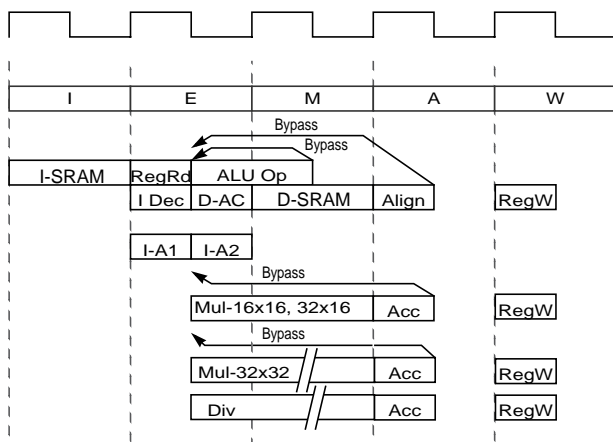 I E M A W
Bypass
Bypass
I-SRAM RegRd ALU Op
I Dec D-AC D-SRAM Align RegW
I-A1 I-A2
Bypass
Mul-16x16, 32x16 Acc RegW
Bypass
Mul-32x32 Acc RegW
Div Acc RegW